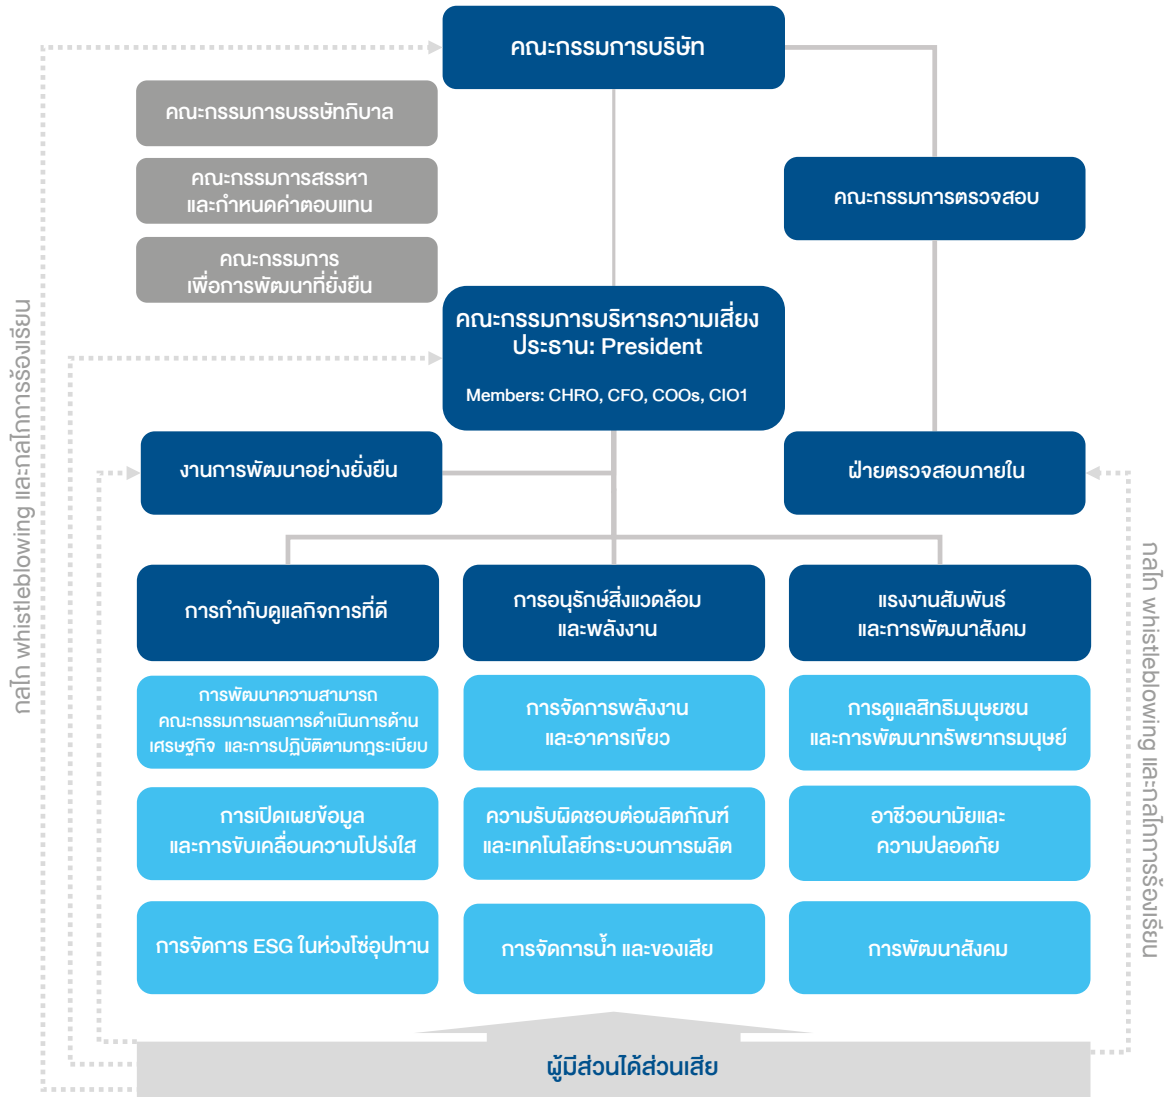 คณะกรรมการบริษัท
คณะกรรมการบรรษัทภิบาล
คณะกรรมการสรรหา
และกำหนดค่าตอบแทน
คณะกรรมการ
เพื่อการพัฒนาที่ยั่งยืน
คณะกรรมการตรวจสอบ
คณะกรรมการบริหารความเสี่ยง
ประธาน: President
Members: CHRO, CFO, COOs, CIO1
งานการพัฒนาอย่างยั่งยืน
ฝ่ายตรวจสอบภายใน
การกำกับดูแลกิจการที่ดี
การอนุรักษ์สิ่งแวดล้อม
และพลังงาน
แรงงานสัมพันธ์
และการพัฒนาสังคม
การพัฒนาความสามารถ
คณะกรรมการผลการดำเนินการด้าน
เศรษฐกิจ และการปฏิบัติตามกฎระเบียบ
การจัดการพลังงาน
และอาคารเขียว
การดูแลสิทธิมนุษยชน
และการพัฒนาทรัพยากรมนุษย์
การเปิดเผยข้อมูล
และการขับเคลื่อนความโปร่งใส
ความรับผิดชอบต่อผลิตภัณฑ์
และเทคโนโลยีกระบวนการผลิต
อาชีวอนามัยและ
ความปลอดภัย
การจัดการ ESG ในห่วงโซ่อุปทาน
การจัดการน้ำ และของเสีย
การพัฒนาสังคม
ผู้มีส่วนได้ส่วนเสีย
กลไก whistleblowing และกลไกการร้องเรียน
กลไก whistleblowing และกลไกการร้องเรียน